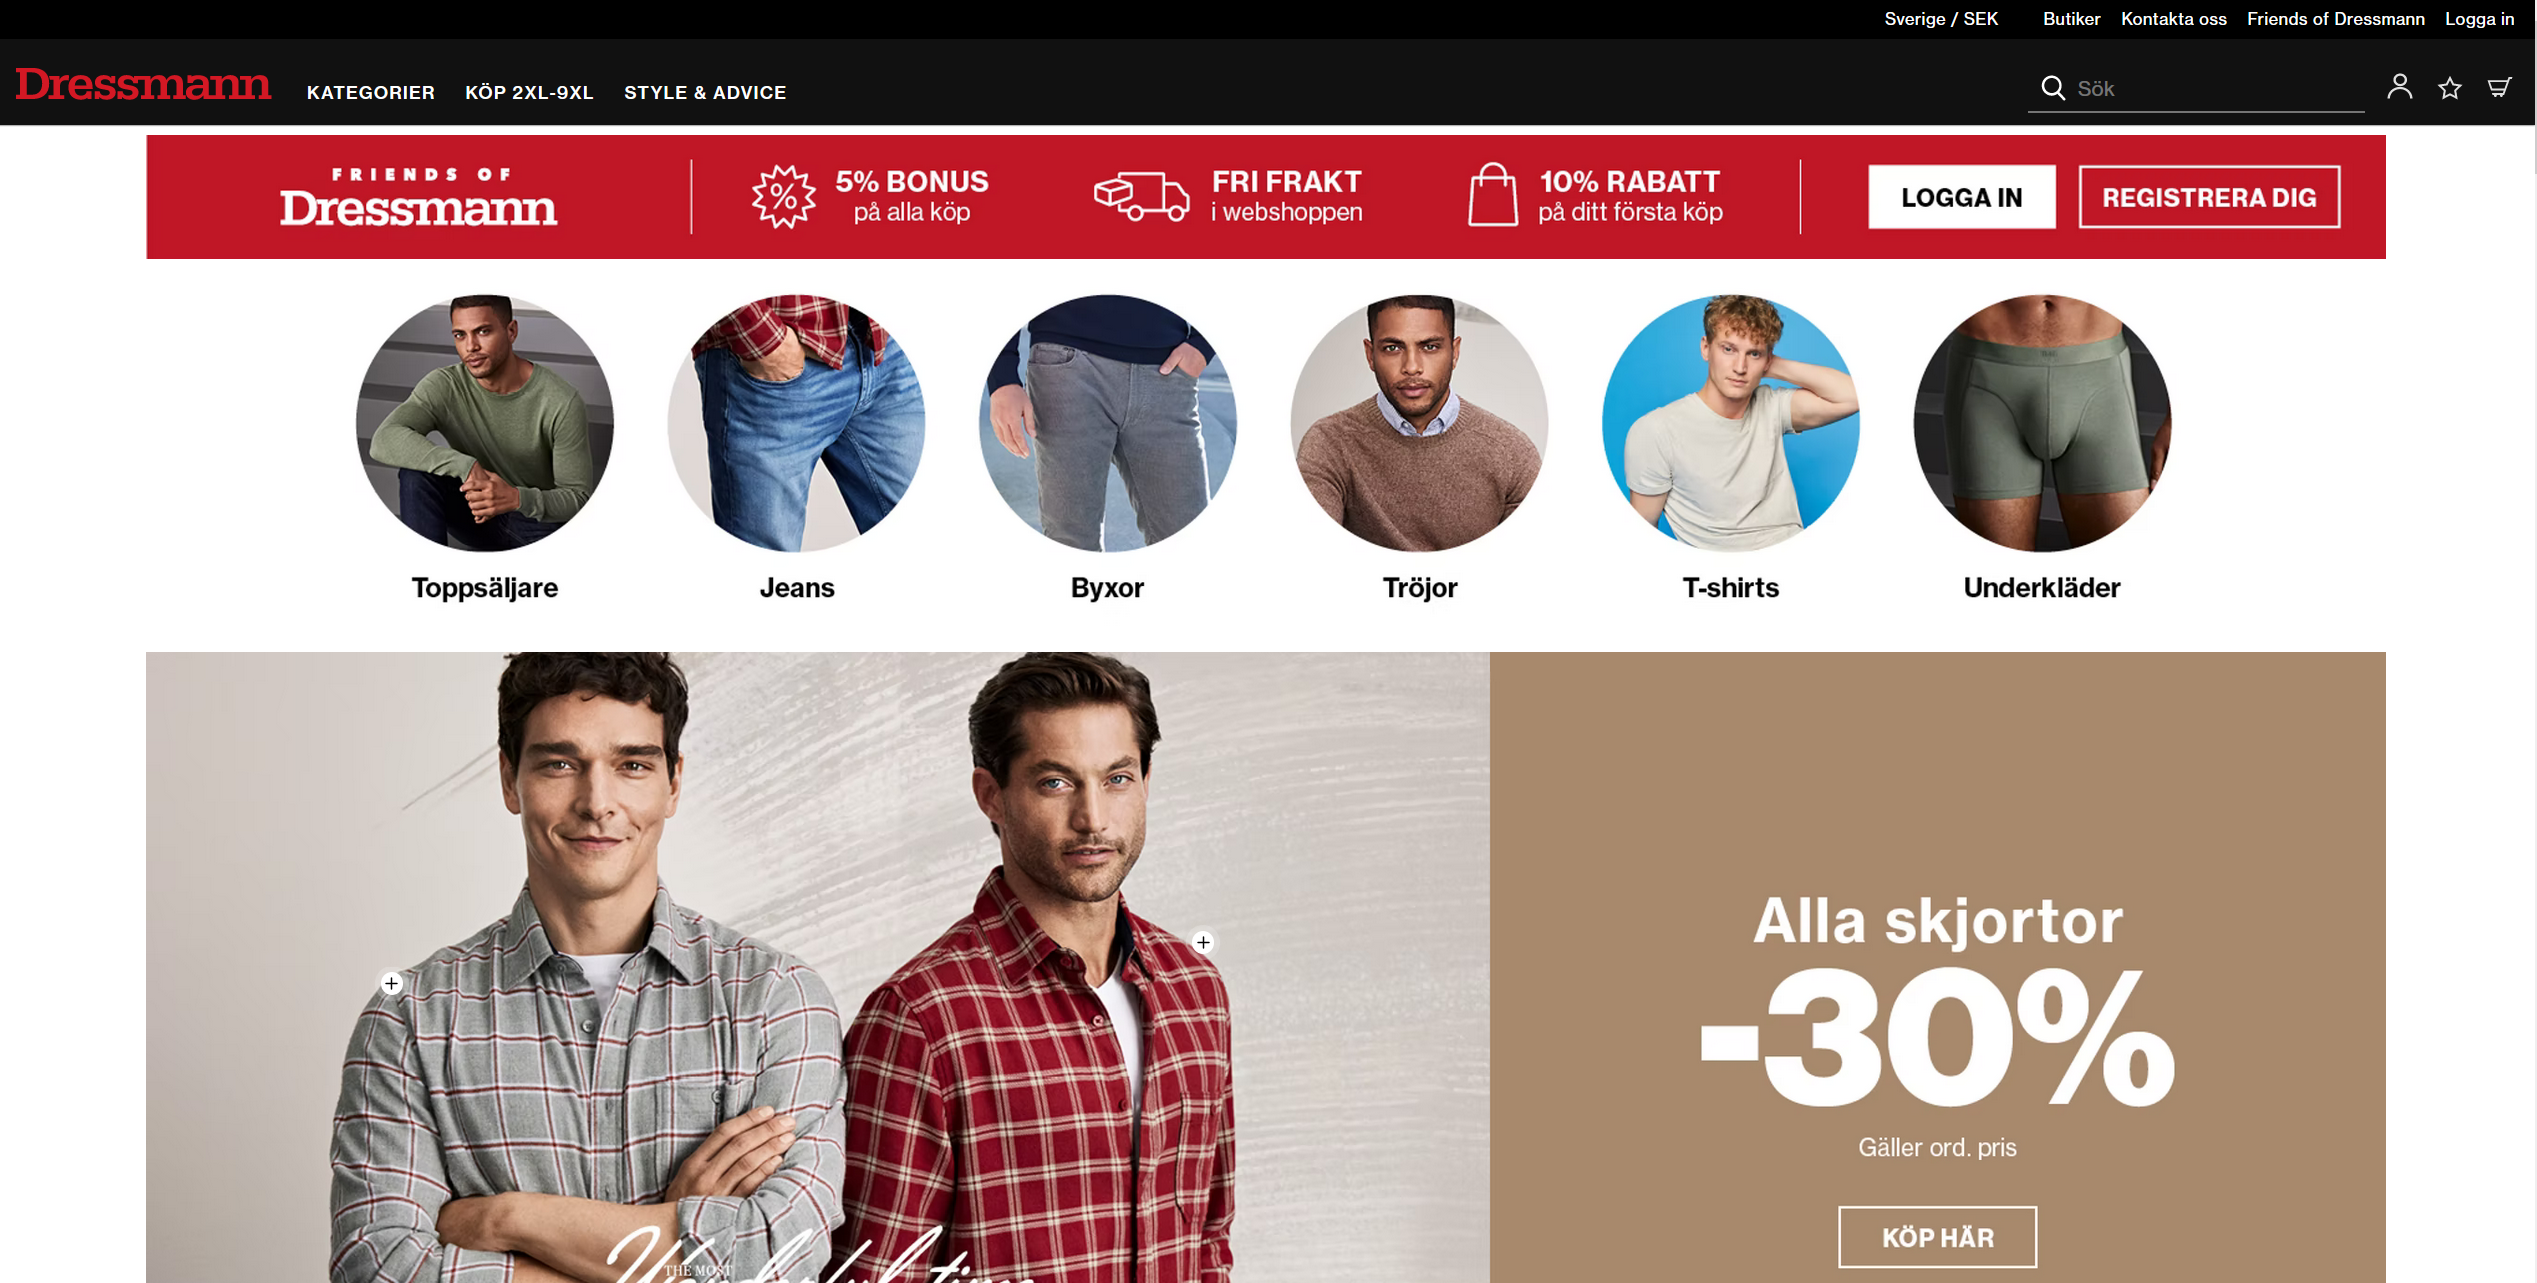 Sverige / SEK
Butiker
Kontakta oss
Friends of Dressmann
Logga in
Dressmann
KATEGORIER
KÖP 2XL-9XL
STYLE & ADVICE
Sök
FRIENDS OF
Dressmann
5% BONUS
på alla köp
FRI FRAKT
i webshoppen
10% RABATT
på ditt första köp
LOGGA IN
REGISTRERA DIG
Toppsäljare
Jeans
Byxor
Tröjor
T-shirts
Underkläder
Alla skjortor
-30%
Gäller ord. pris
KÖP HÄR
THE MOST